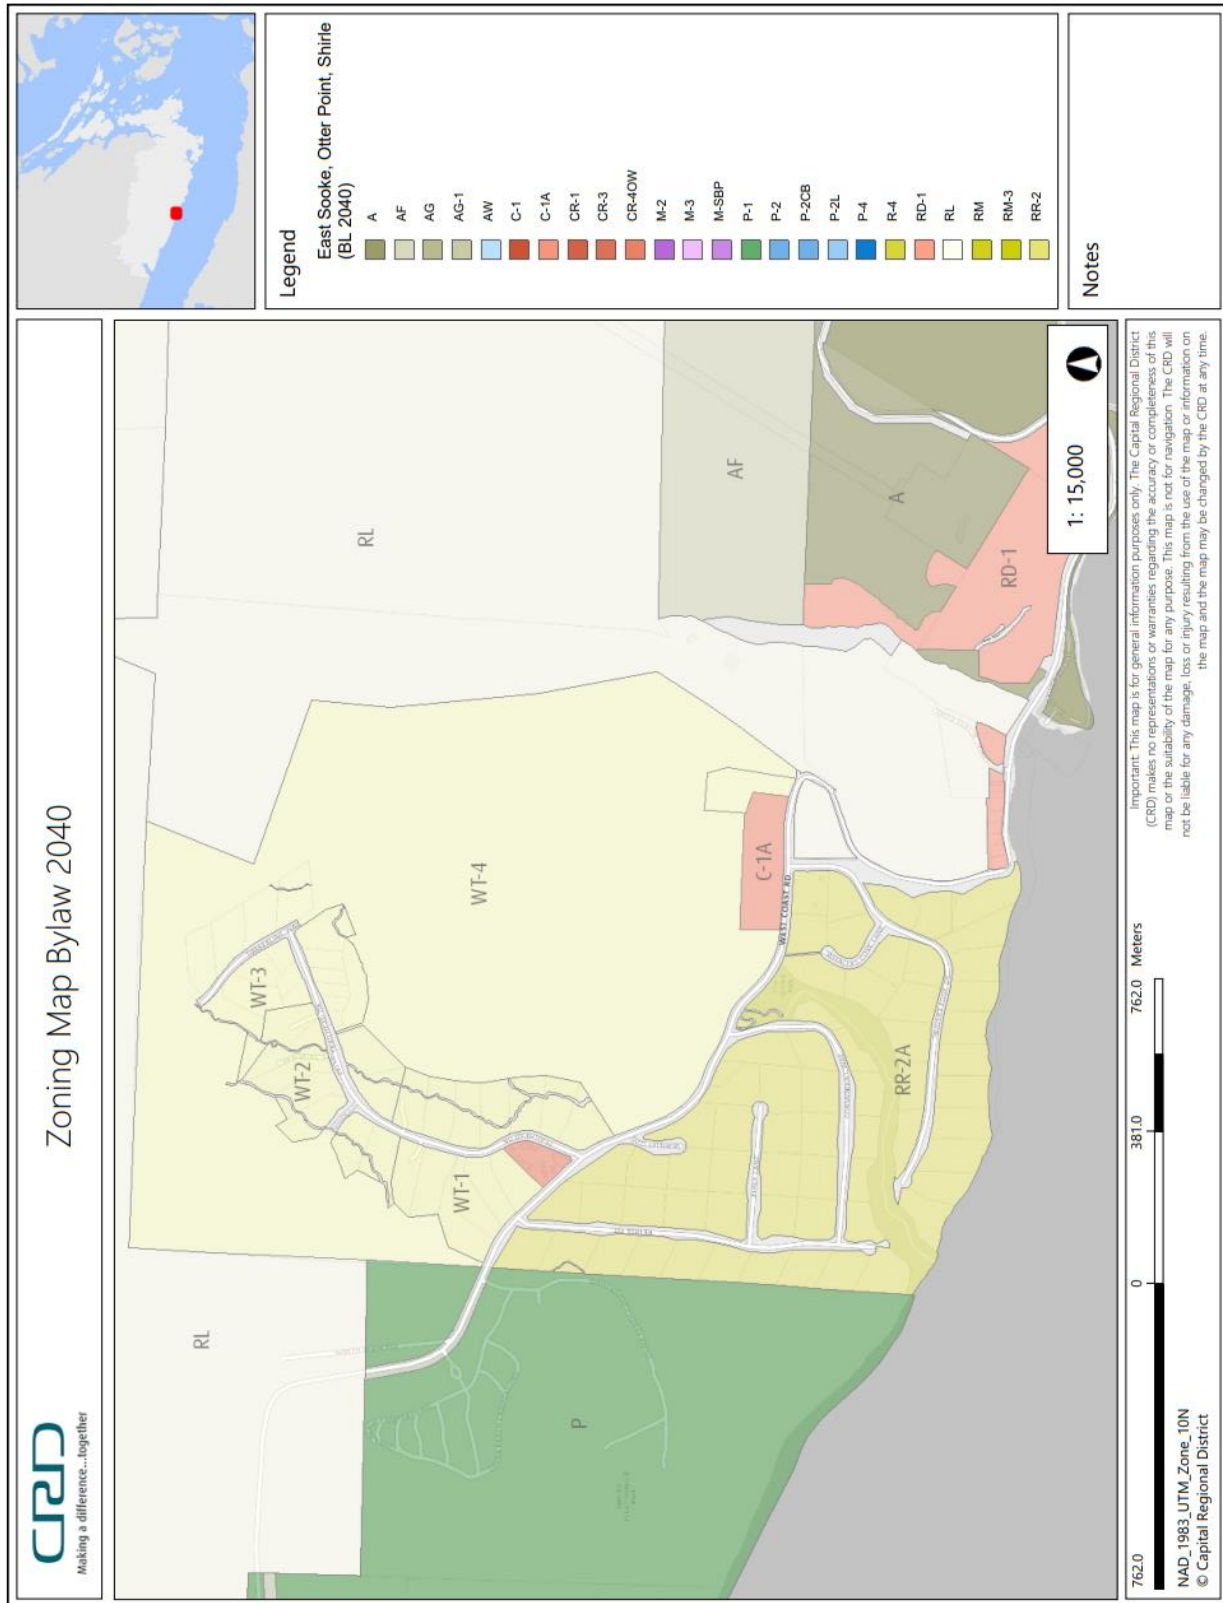 CRD
Making a difference...together
Zoning Map Bylaw 2040
RL
RL
WT-3
WT-2
WT-4
WT-1
AF
A
C-1A
WEST COAST RD
RD-1
RR-2A
P
1: 15,000
Legend
East Sooke, Otter Point, Shirle
(BL 2040)
A
AF
AG
AG-1
AW
C-1
C-1A
CR-1
CR-3
CR-4OW
M-2
M-3
M-SBP
P-1
P-2
P-2CB
P-2L
P-4
R-4
RD-1
RL
RM
RM-3
RR-2
Notes
762.0
0
381.0
762.0 Meters
NAD_1983_UTM_Zone_10N
© Capital Regional District
Important: This map is for general information purposes only. The Capital Regional District
(CRD) makes no representations or warranties regarding the accuracy or completeness of this
map or the suitability of the map for any purpose. This map is not for navigation. The CRD will
not be liable for any damage, loss or injury resulting from the use of the map or information on
the map and the map may be changed by the CRD at any time.